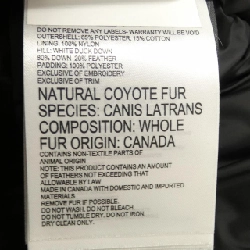 DO NOT REMOVE ANY LABELS-WARRANTY WILL BE VOID
OUTERSHELL: 85% POLYESTER, 15% COTTON
LINING: 100% NYLON
FILL: WHITE DUCK DOWN
80% DOWN 20% FEATHER
PADDING: 100% POLYESTER
EXCLUSIVE OF EMBROIDERY
EXCLUSIVE OF TRIM
NATURAL COYOTE FUR
SPECIES: CANIS LATRANS
COMPOSITION: WHOLE
FUR ORIGIN: CANADA
CONTAINS NON-TEXTILE PARTS OF
ANIMAL ORIGIN
NOTE: THIS PRODUCT CONTAINS AN AMOUNT
OF FEATHERS NOT EXCEEDING THAT
ALLOWABLE BY LAW
MADE IN CANADA WITH DOMESTIC AND IMPORTED
MATERIALS
REMOVE FUR IF POSSIBLE.
DO NOT WASH. DO NOT BLEACH.
DO NOT TUMBLE DRY. DO NOT IRON.
DRY CLEAN ONLY.